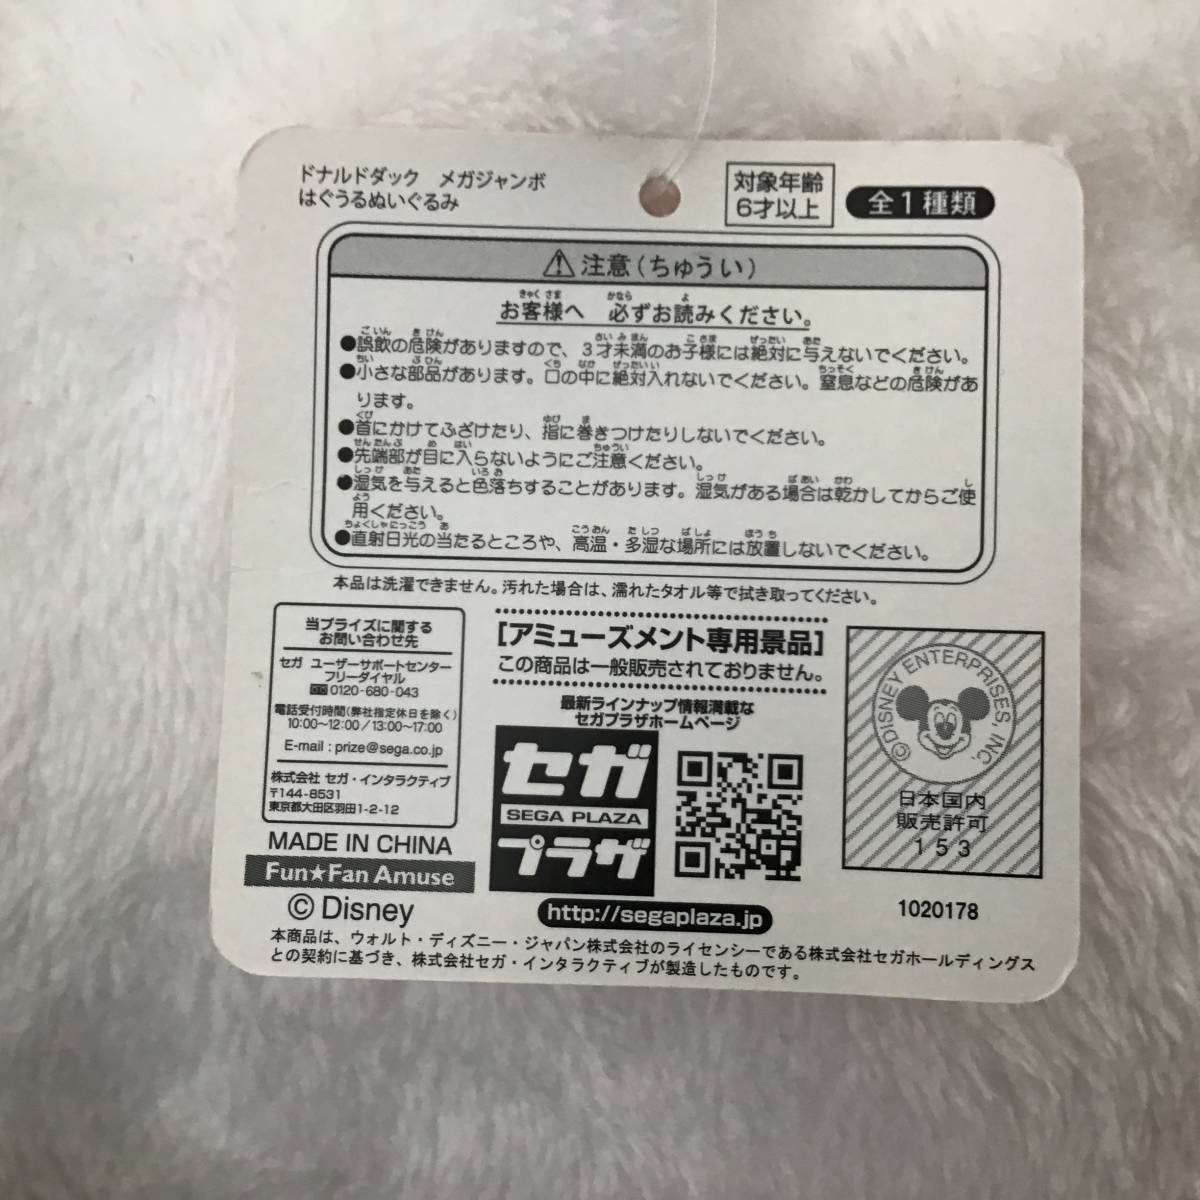 ドナルドダック　メガジャンボ
はぐうるぬいぐるみ
対象年齢
6才以上
全1種類
⚠注意(ちゅうい)
お客様へ　必ずお読みください。
●誤飲の危険がありますので、3才未満のお子様には絶対に与えないでください。
●小さな部品があります。口の中に絶対入れないでください。窒息などの危険があ
ります。
●首にかけてふざけたり、指に巻きつけたりしないでください。
●先端部が目に入らないようにご注意ください。
●湿気を与えると色落ちすることがあります。湿気がある場合は乾かしてからご使
用ください。
●直射日光の当たるところや、高温・多湿な場所には放置しないでください。
本品は洗濯できません。汚れた場合は、濡れたタオル等で拭き取ってください。
当プライズに関する
お問い合わせ先
セガ ユーザーサポートセンター
フリーダイヤル
0120-680-043
電話受付時間(弊社指定休日を除く)
10:00〜12:00/13:00〜17:00
E-mail : prize@sega.co.jp
株式会社 セガ・インタラクティブ
〒144-8531
東京都大田区羽田1-2-12
MADE IN CHINA
Fun★Fan Amuse
© Disney
[アミューズメント専用景品]
この商品は一般販売されておりません。
最新ラインナップ情報満載な
セガプラザホームページ
セガ
SEGA PLAZA
プラザ
http://segaplaza.jp
©DISNEY ENTERPRISES, INC.
日本国内
販売許可
153
1020178
本商品は、ウォルト・ディズニー・ジャパン株式会社のライセンシーである株式会社セガホールディングス
との契約に基づき、株式会社セガ・インタラクティブが製造したものです。